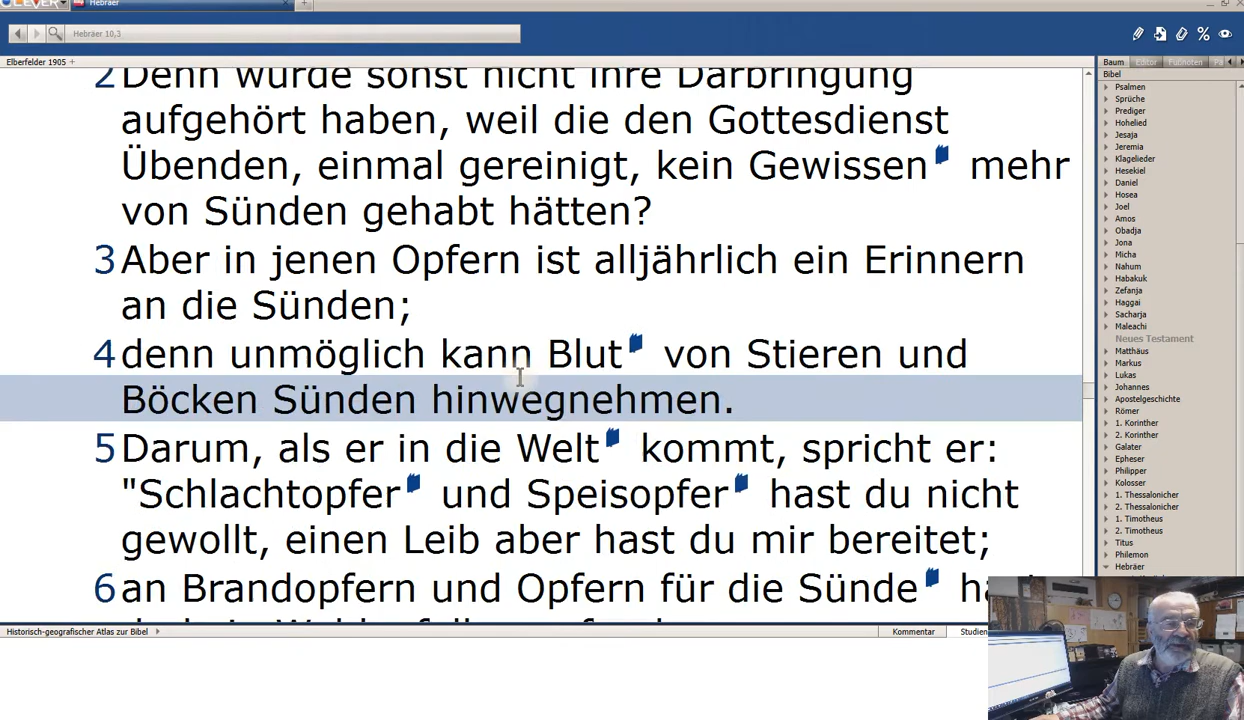 CLEVER
Hebräer
Hebräer 10,3
Elberfelder 1905 +
2 Denn würde sonst nicht ihre Darbringung
aufgehört haben, weil die den Gottesdienst
Übenden, einmal gereinigt, kein Gewissen mehr
von Sünden gehabt hätten?
3 Aber in jenen Opfern ist alljährlich ein Erinnern
an die Sünden;
4 denn unmöglich kann Blut von Stieren und
Böcken Sünden hinwegnehmen.
5 Darum, als er in die Welt kommt, spricht er:
"Schlachtopfer und Speisopfer hast du nicht
gewollt, einen Leib aber hast du mir bereitet;
6 an Brandopfern und Opfern für die Sünde
Historisch-geografischer Atlas zur Bibel
Kommentar
Studien
Baum
Editor
Fußnoten
Bibel
Psalmen
Sprüche
Prediger
Hohelied
Jesaja
Jeremia
Klagelieder
Hesekiel
Daniel
Hosea
Joel
Amos
Obadja
Jona
Micha
Nahum
Habakuk
Zefanja
Haggai
Sacharja
Maleachi
Neues Testament
Matthäus
Markus
Lukas
Johannes
Apostelgeschichte
Römer
1. Korinther
2. Korinther
Galater
Epheser
Philipper
Kolosser
1. Thessalonicher
2. Thessalonicher
1. Timotheus
2. Timotheus
Titus
Philemon
Hebräer